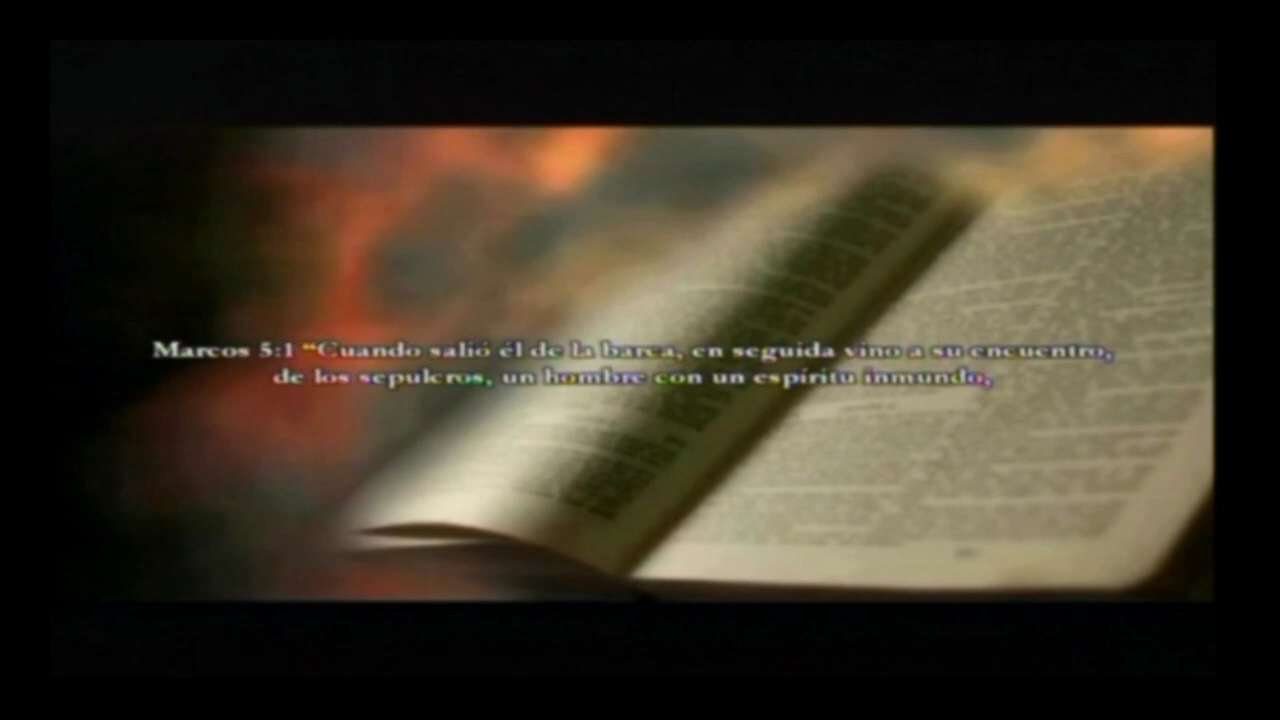 Marcos 5:1 “Cuando salió él de la barca, en seguida vino a su encuentro,
de los sepulcros, un hombre con un espíritu inmundo,